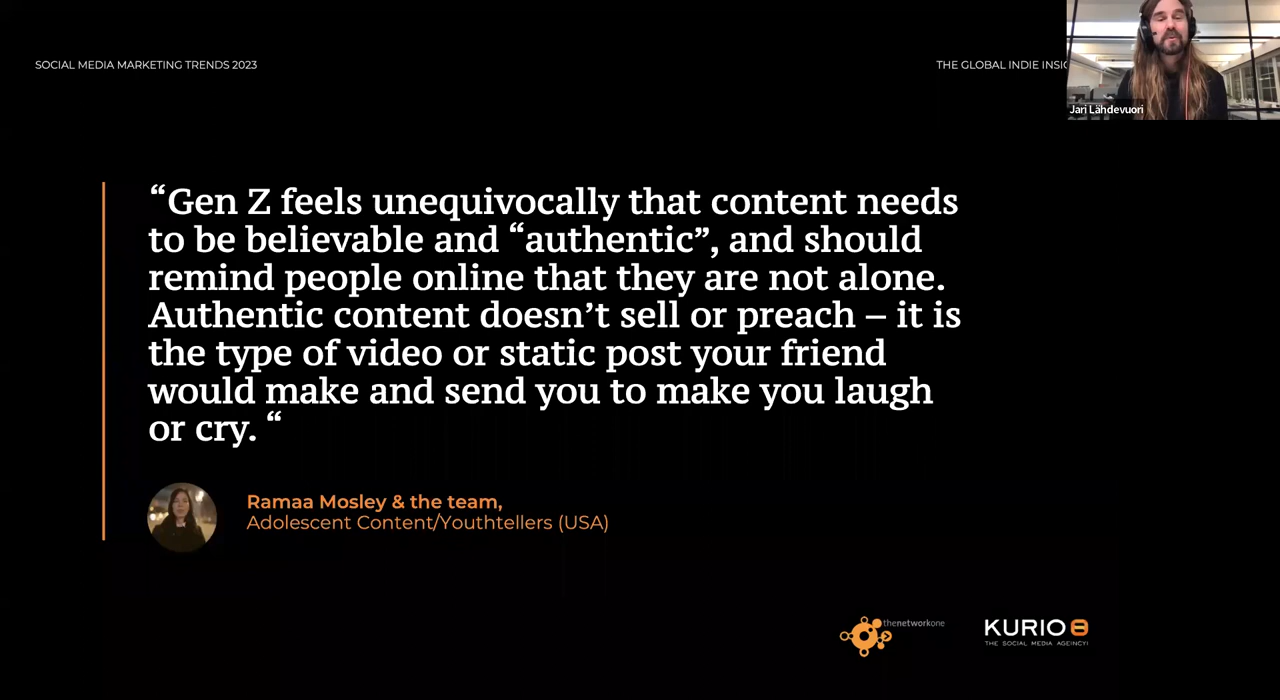 SOCIAL MEDIA MARKETING TRENDS 2023
THE GLOBAL INDIE
Jari Lähdevuori
“Gen Z feels unequivocally that content needs
to be believable and “authentic”, and should
remind people online that they are not alone.
Authentic content doesn’t sell or preach – it is
the type of video or static post your friend
would make and send you to make you laugh
or cry. “
Ramaa Mosley & the team,
Adolescent Content/Youthtellers (USA)
thenetworkone
KURIO
THE SOCIAL MEDIA AGENCY!